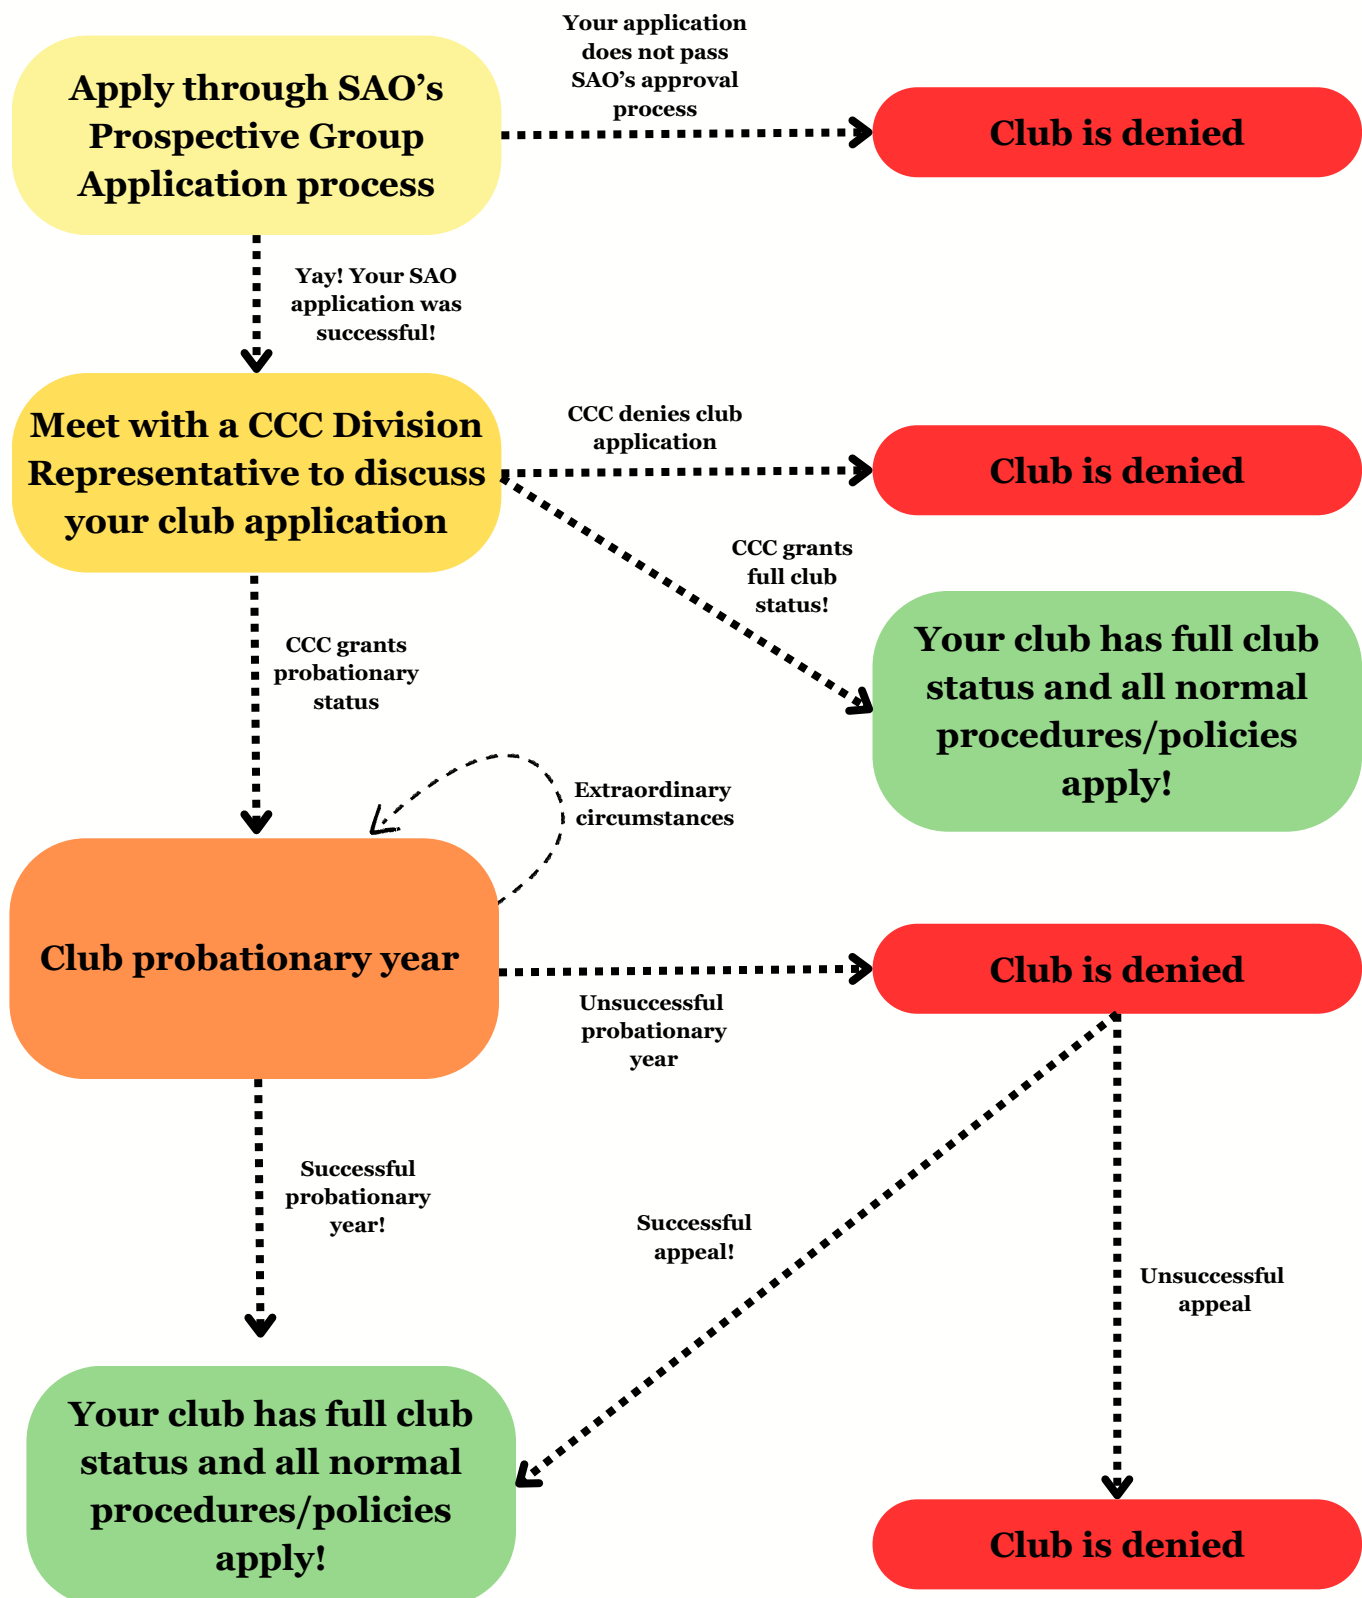 Your application
does not pass
SAO's approval
process
Apply through SAO's
Prospective Group
Application process
Club is denied
Yay! Your SAO
application was
successful!
Meet with a CCC Division
Representative to discuss
your club application
CCC denies club
application
Club is denied
CCC grants
full club
status!
Your club has full club
status and all normal
procedures/policies
apply!
CCC grants
probationary
status
Extraordinary
circumstances
Club probationary year
Unsuccessful
probationary
year
Club is denied
Successful
probationary
year!
Successful
appeal!
Unsuccessful
appeal
Your club has full club
status and all normal
procedures/policies
apply!
Club is denied